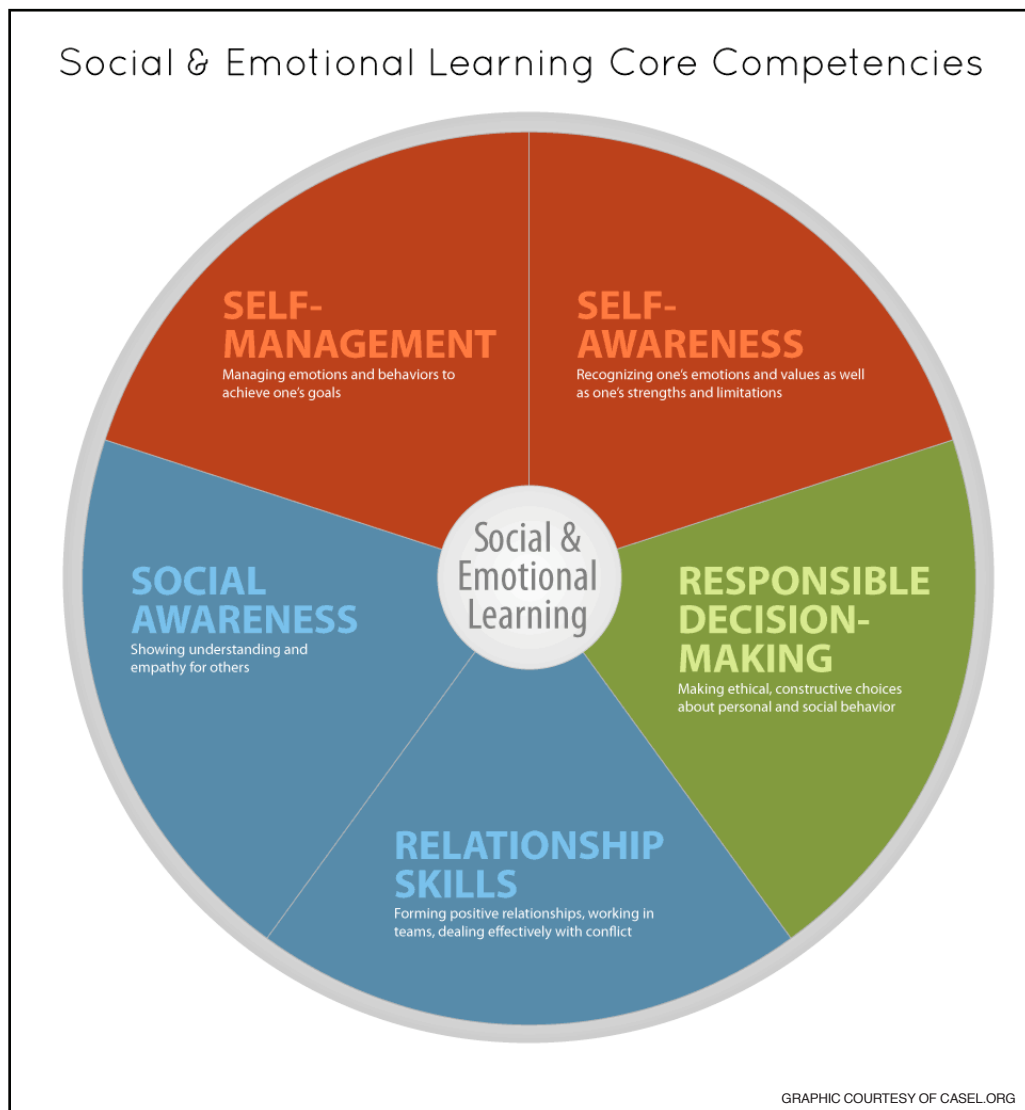 Social & Emotional Learning Core Competencies
SELF-
MANAGEMENT
Managing emotions and behaviors to
achieve one’s goals
SELF-
AWARENESS
Recognizing one’s emotions and values as well
as one’s strengths and limitations
Social &
Emotional
Learning
SOCIAL
AWARENESS
Showing understanding and
empathy for others
RESPONSIBLE
DECISION-
MAKING
Making ethical, constructive choices
about personal and social behavior
RELATIONSHIP
SKILLS
Forming positive relationships, working in
teams, dealing effectively with conflict
GRAPHIC COURTESY OF CASEL.ORG